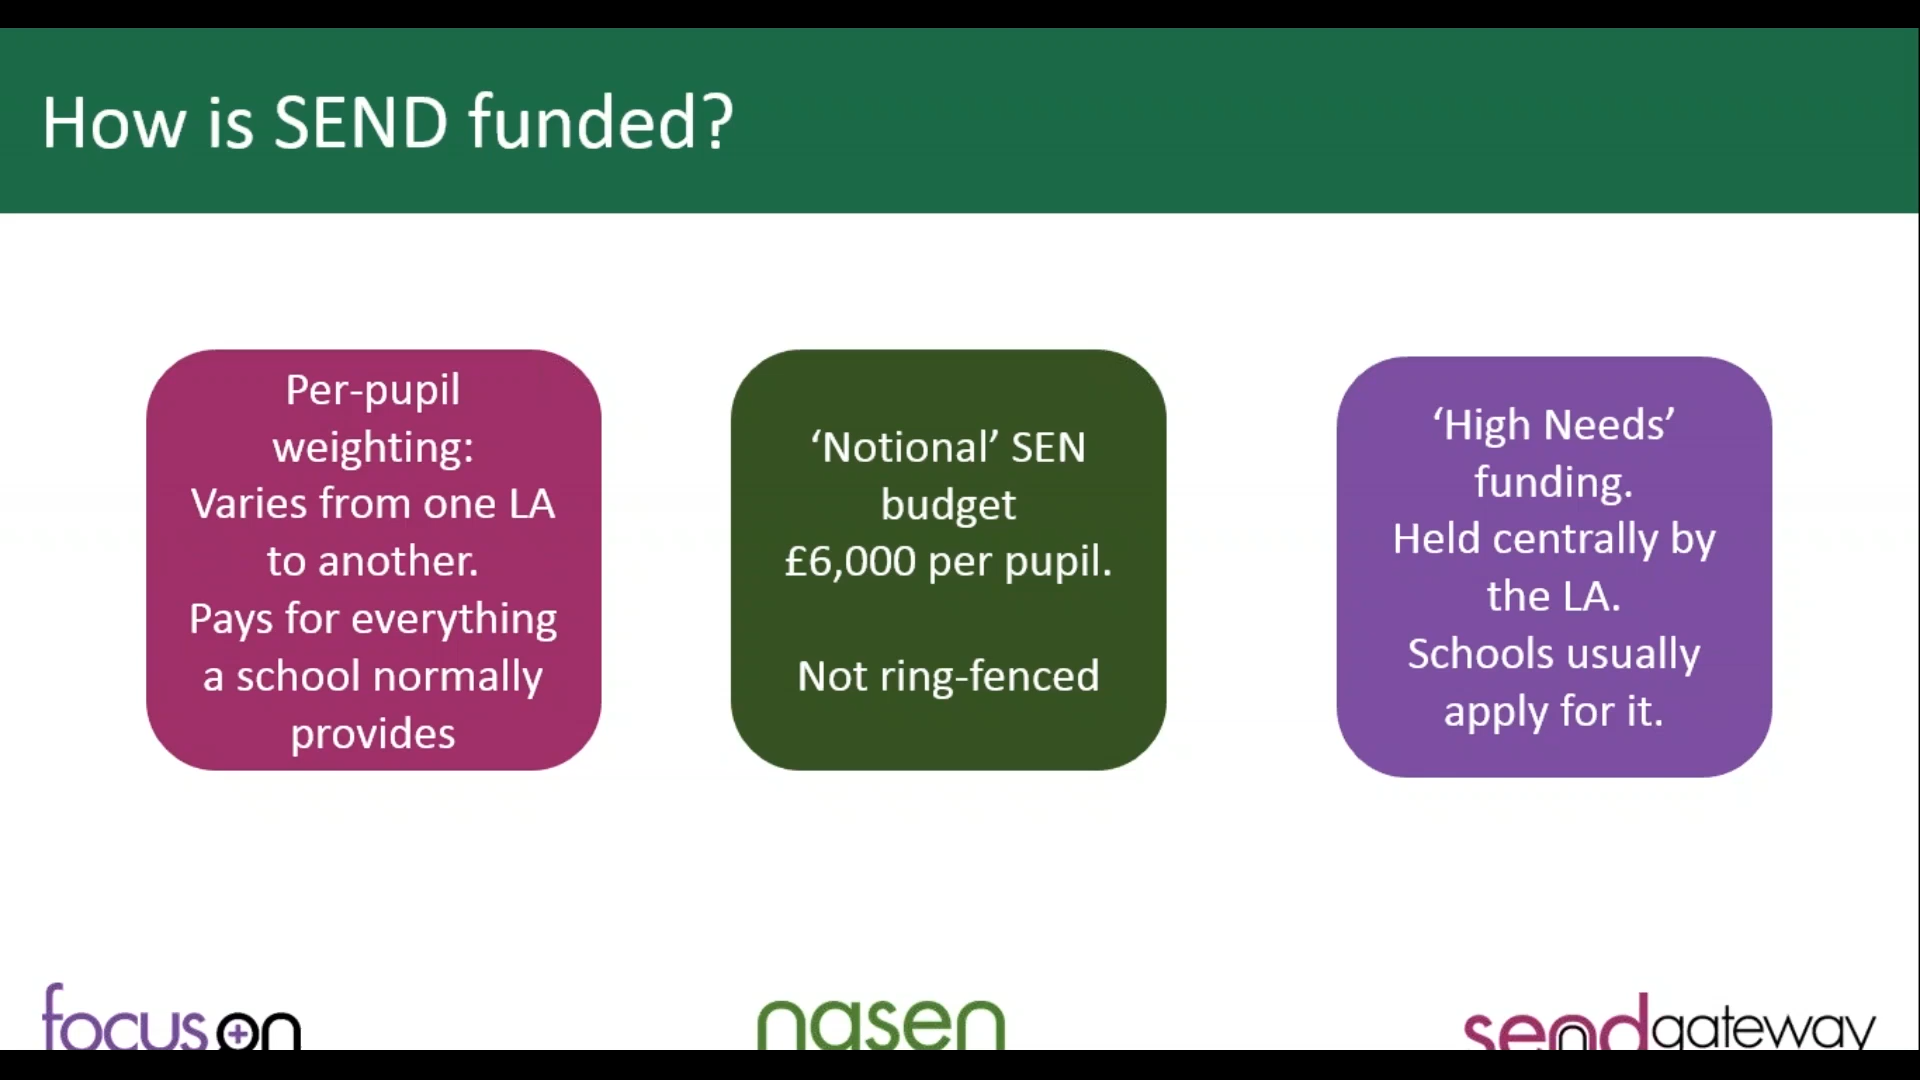 How is SEND funded?
Per-pupil
weighting:
Varies from one LA
to another.
Pays for everything
a school normally
provides
‘Notional’ SEN
budget
£6,000 per pupil.
Not ring-fenced
‘High Needs’
funding.
Held centrally by
the LA.
Schools usually
apply for it.
focus on
nasen
sendgateway